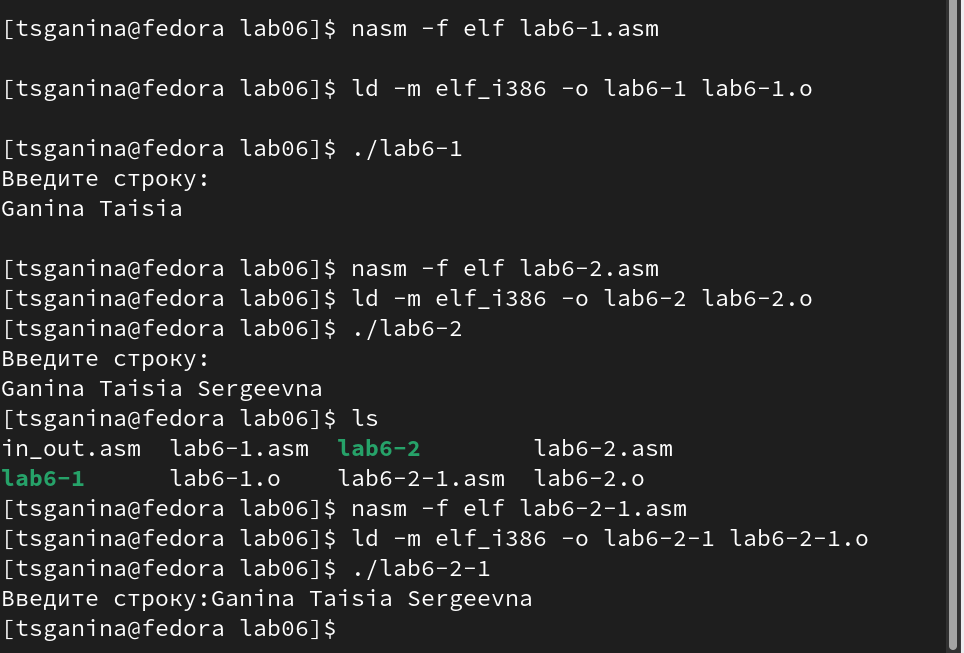 [tsganina@fedora lab06]$ nasm -f elf lab6-1.asm
[tsganina@fedora lab06]$ ld -m elf_i386 -o lab6-1 lab6-1.o
[tsganina@fedora lab06]$ ./lab6-1
Введите строку:
Ganina Taisia
[tsganina@fedora lab06]$ nasm -f elf lab6-2.asm
[tsganina@fedora lab06]$ ld -m elf_i386 -o lab6-2 lab6-2.o
[tsganina@fedora lab06]$ ./lab6-2
Введите строку:
Ganina Taisia Sergeevna
[tsganina@fedora lab06]$ ls
in_out.asm  lab6-1.asm  lab6-2        lab6-2.asm
lab6-1      lab6-1.o    lab6-2-1.asm  lab6-2.o
[tsganina@fedora lab06]$ nasm -f elf lab6-2-1.asm
[tsganina@fedora lab06]$ ld -m elf_i386 -o lab6-2-1 lab6-2-1.o
[tsganina@fedora lab06]$ ./lab6-2-1
Введите строку:Ganina Taisia Sergeevna
[tsganina@fedora lab06]$